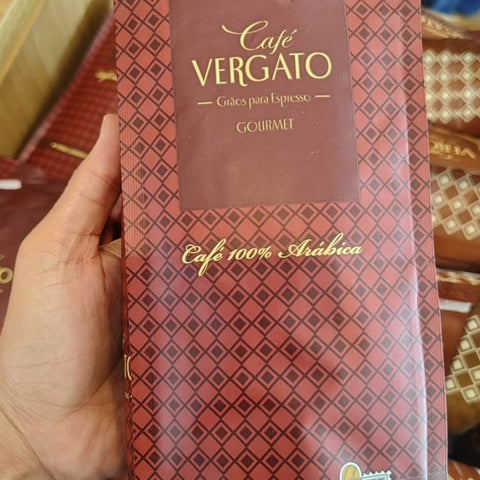 Café
VERGATO
Grãos para Espresso
GOURMET
Café 100% Arábica